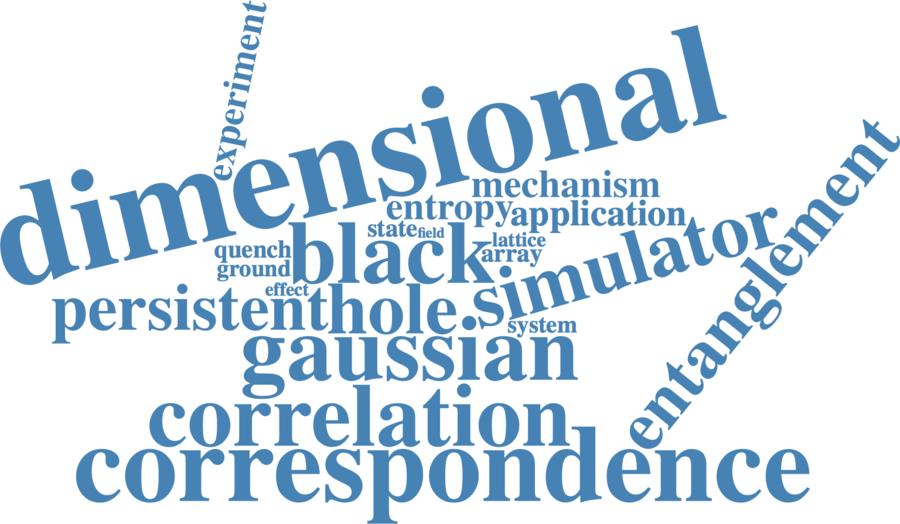 experiment
dimensional
mechanism
entropy application
state field
quench black lattice
ground array
effect
simulator
entanglement
persistent hole
system
gaussian
correlation
correspondence